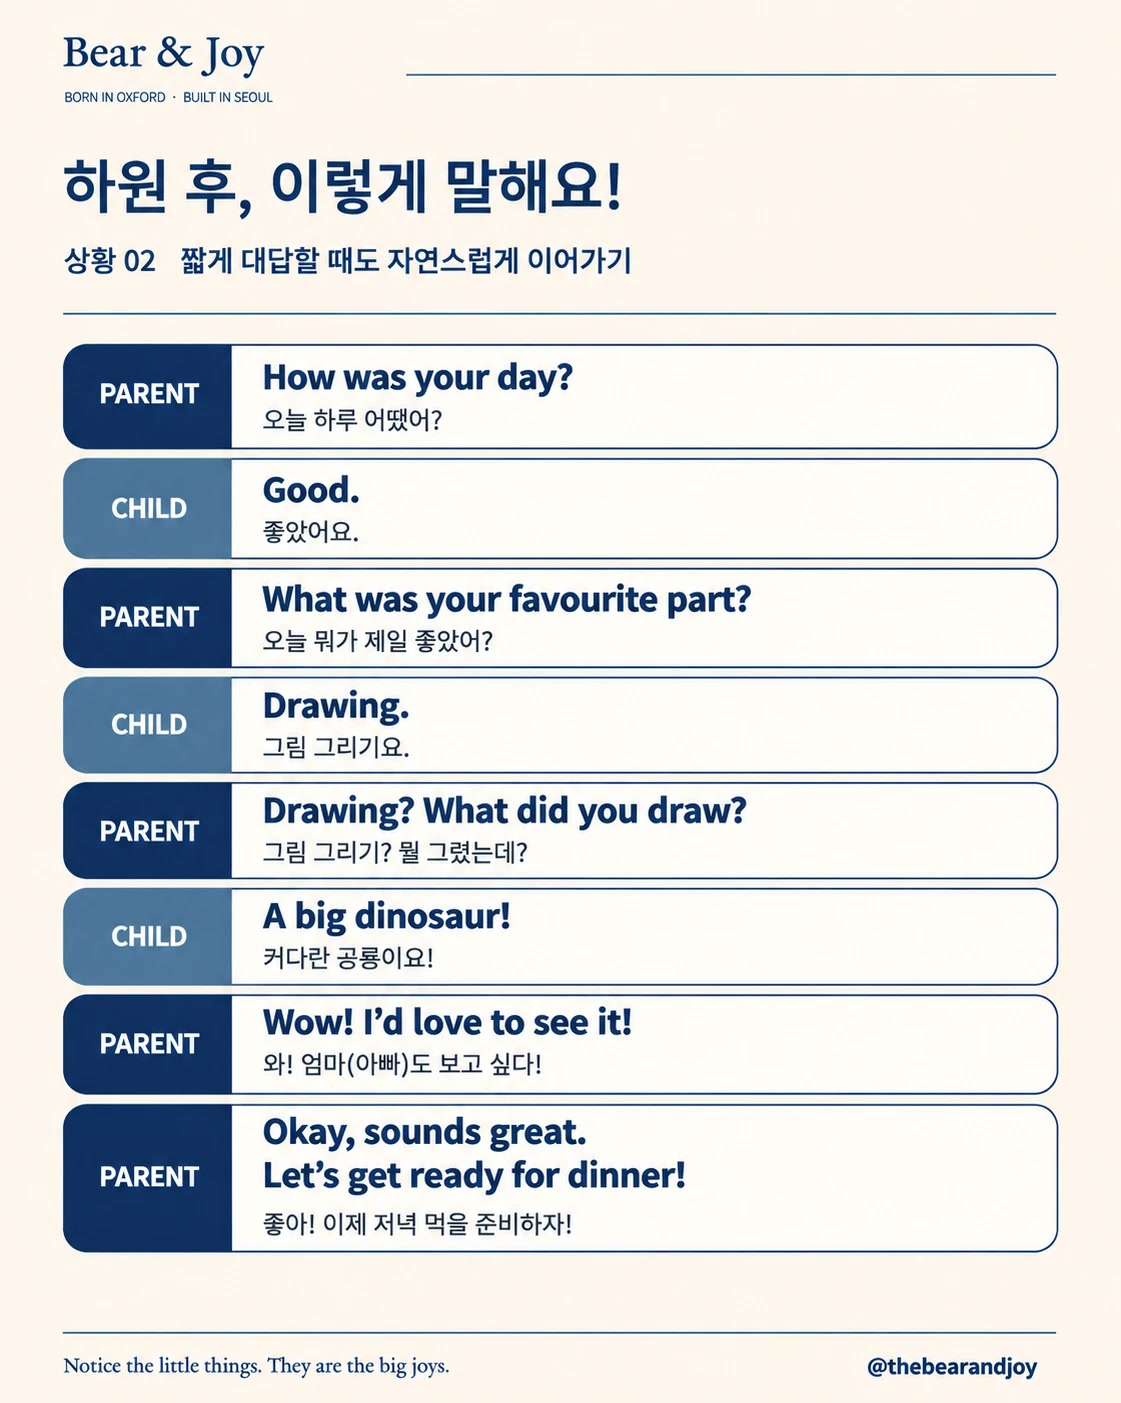 Bear & Joy
BORN IN OXFORD · BUILT IN SEOUL
하원 후, 이렇게 말해요!
상황 02 짧게 대답할 때도 자연스럽게 이어가기
PARENT
How was your day?
오늘 하루 어땠어?
CHILD
Good.
좋았어요.
PARENT
What was your favourite part?
오늘 뭐가 제일 좋았어?
CHILD
Drawing.
그림 그리기요.
PARENT
Drawing? What did you draw?
그림 그리기? 뭘 그렸는데?
CHILD
A big dinosaur!
커다란 공룡이요!
PARENT
Wow! I’d love to see it!
와! 엄마(아빠)도 보고 싶다!
PARENT
Okay, sounds great.
Let’s get ready for dinner!
좋아! 이제 저녁 먹을 준비하자!
Notice the little things. They are the big joys.
@thebearandjoy